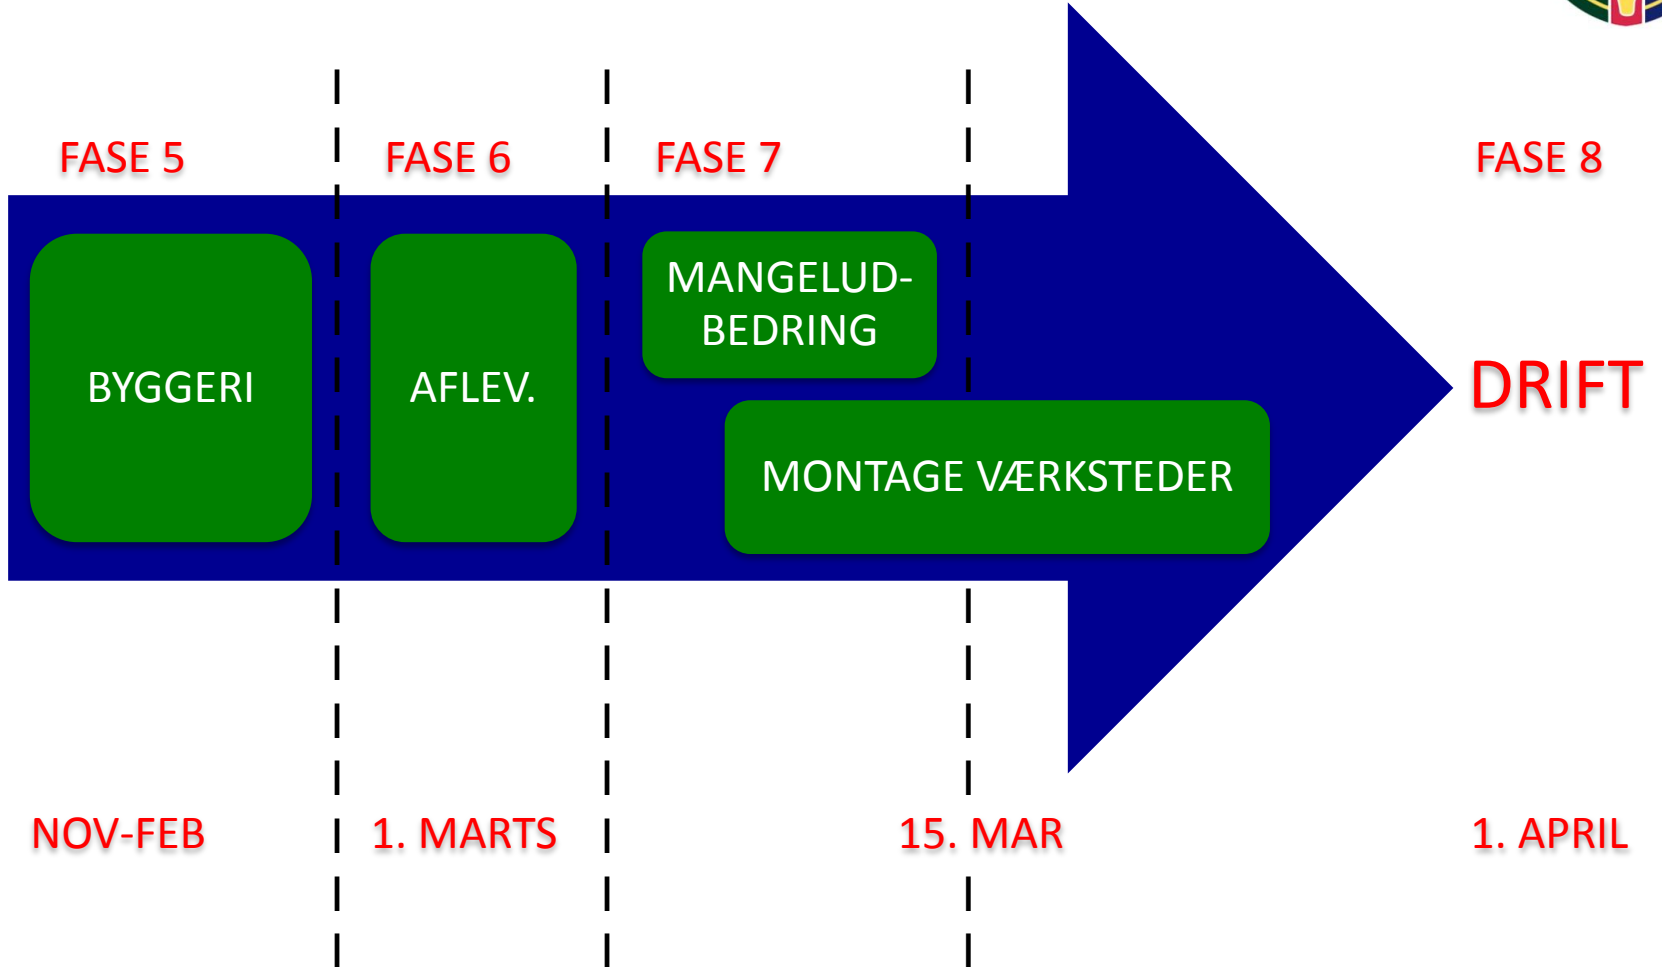 FASE 5
FASE 6
FASE 7
FASE 8
BYGGERI
AFLEV.
MANGELUD-
BEDRING
MONTAGE VÆRKSTEDER
DRIFT
NOV-FEB
1. MARTS
15. MAR
1. APRIL